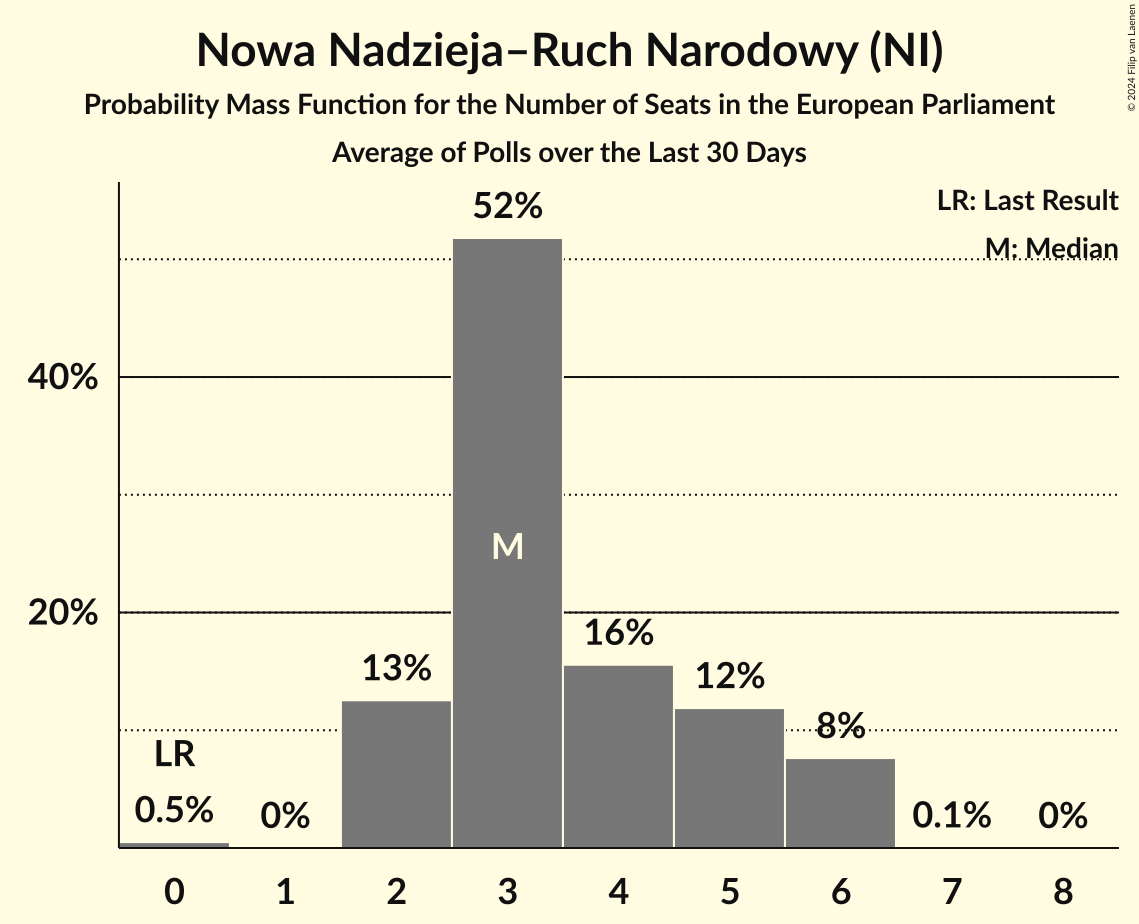 Nowa Nadzieja–Ruch Narodowy (NI)
Probability Mass Function for the Number of Seats in the European Parliament
Average of Polls over the Last 30 Days
© 2024 Filip van Laenen
LR: Last Result
M: Median
52%
40%
M
20%
16%
13%
12%
8%
LR
0.5%
0%
0.1%
0%
0 1 2 3 4 5 6 7 8